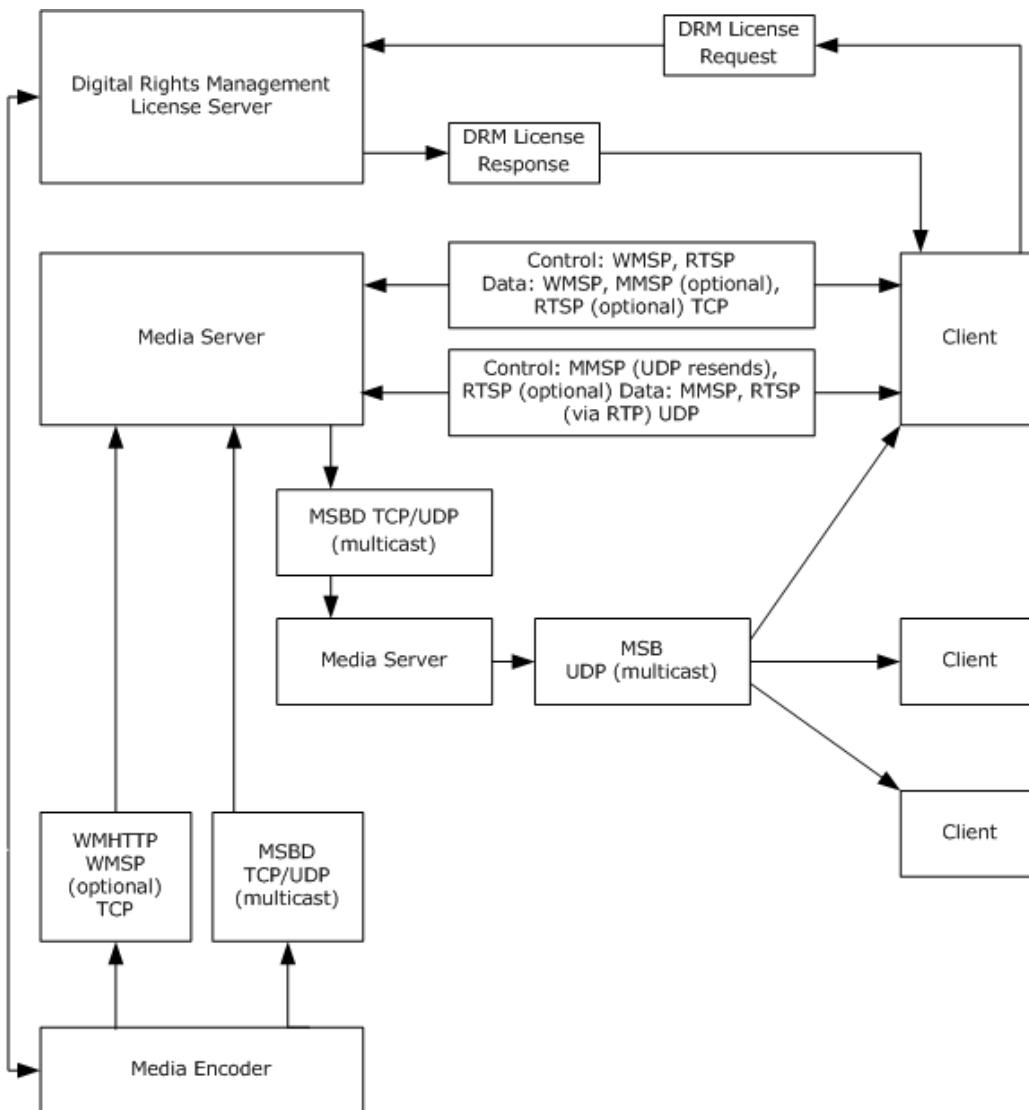 DRM License
Request
Digital Rights Management
License Server
DRM License
Response
Control: WMSP, RTSP
Data: WMSP, MMSP (optional),
RTSP (optional) TCP
Media Server
Client
Control: MMSP (UDP resends),
RTSP (optional) Data: MMSP, RTSP
(via RTP) UDP
MSBD TCP/UDP
(multicast)
Media Server
MSB
UDP (multicast)
Client
Client
WMHTTP
WMSP
(optional)
TCP
MSBD
TCP/UDP
(multicast)
Media Encoder